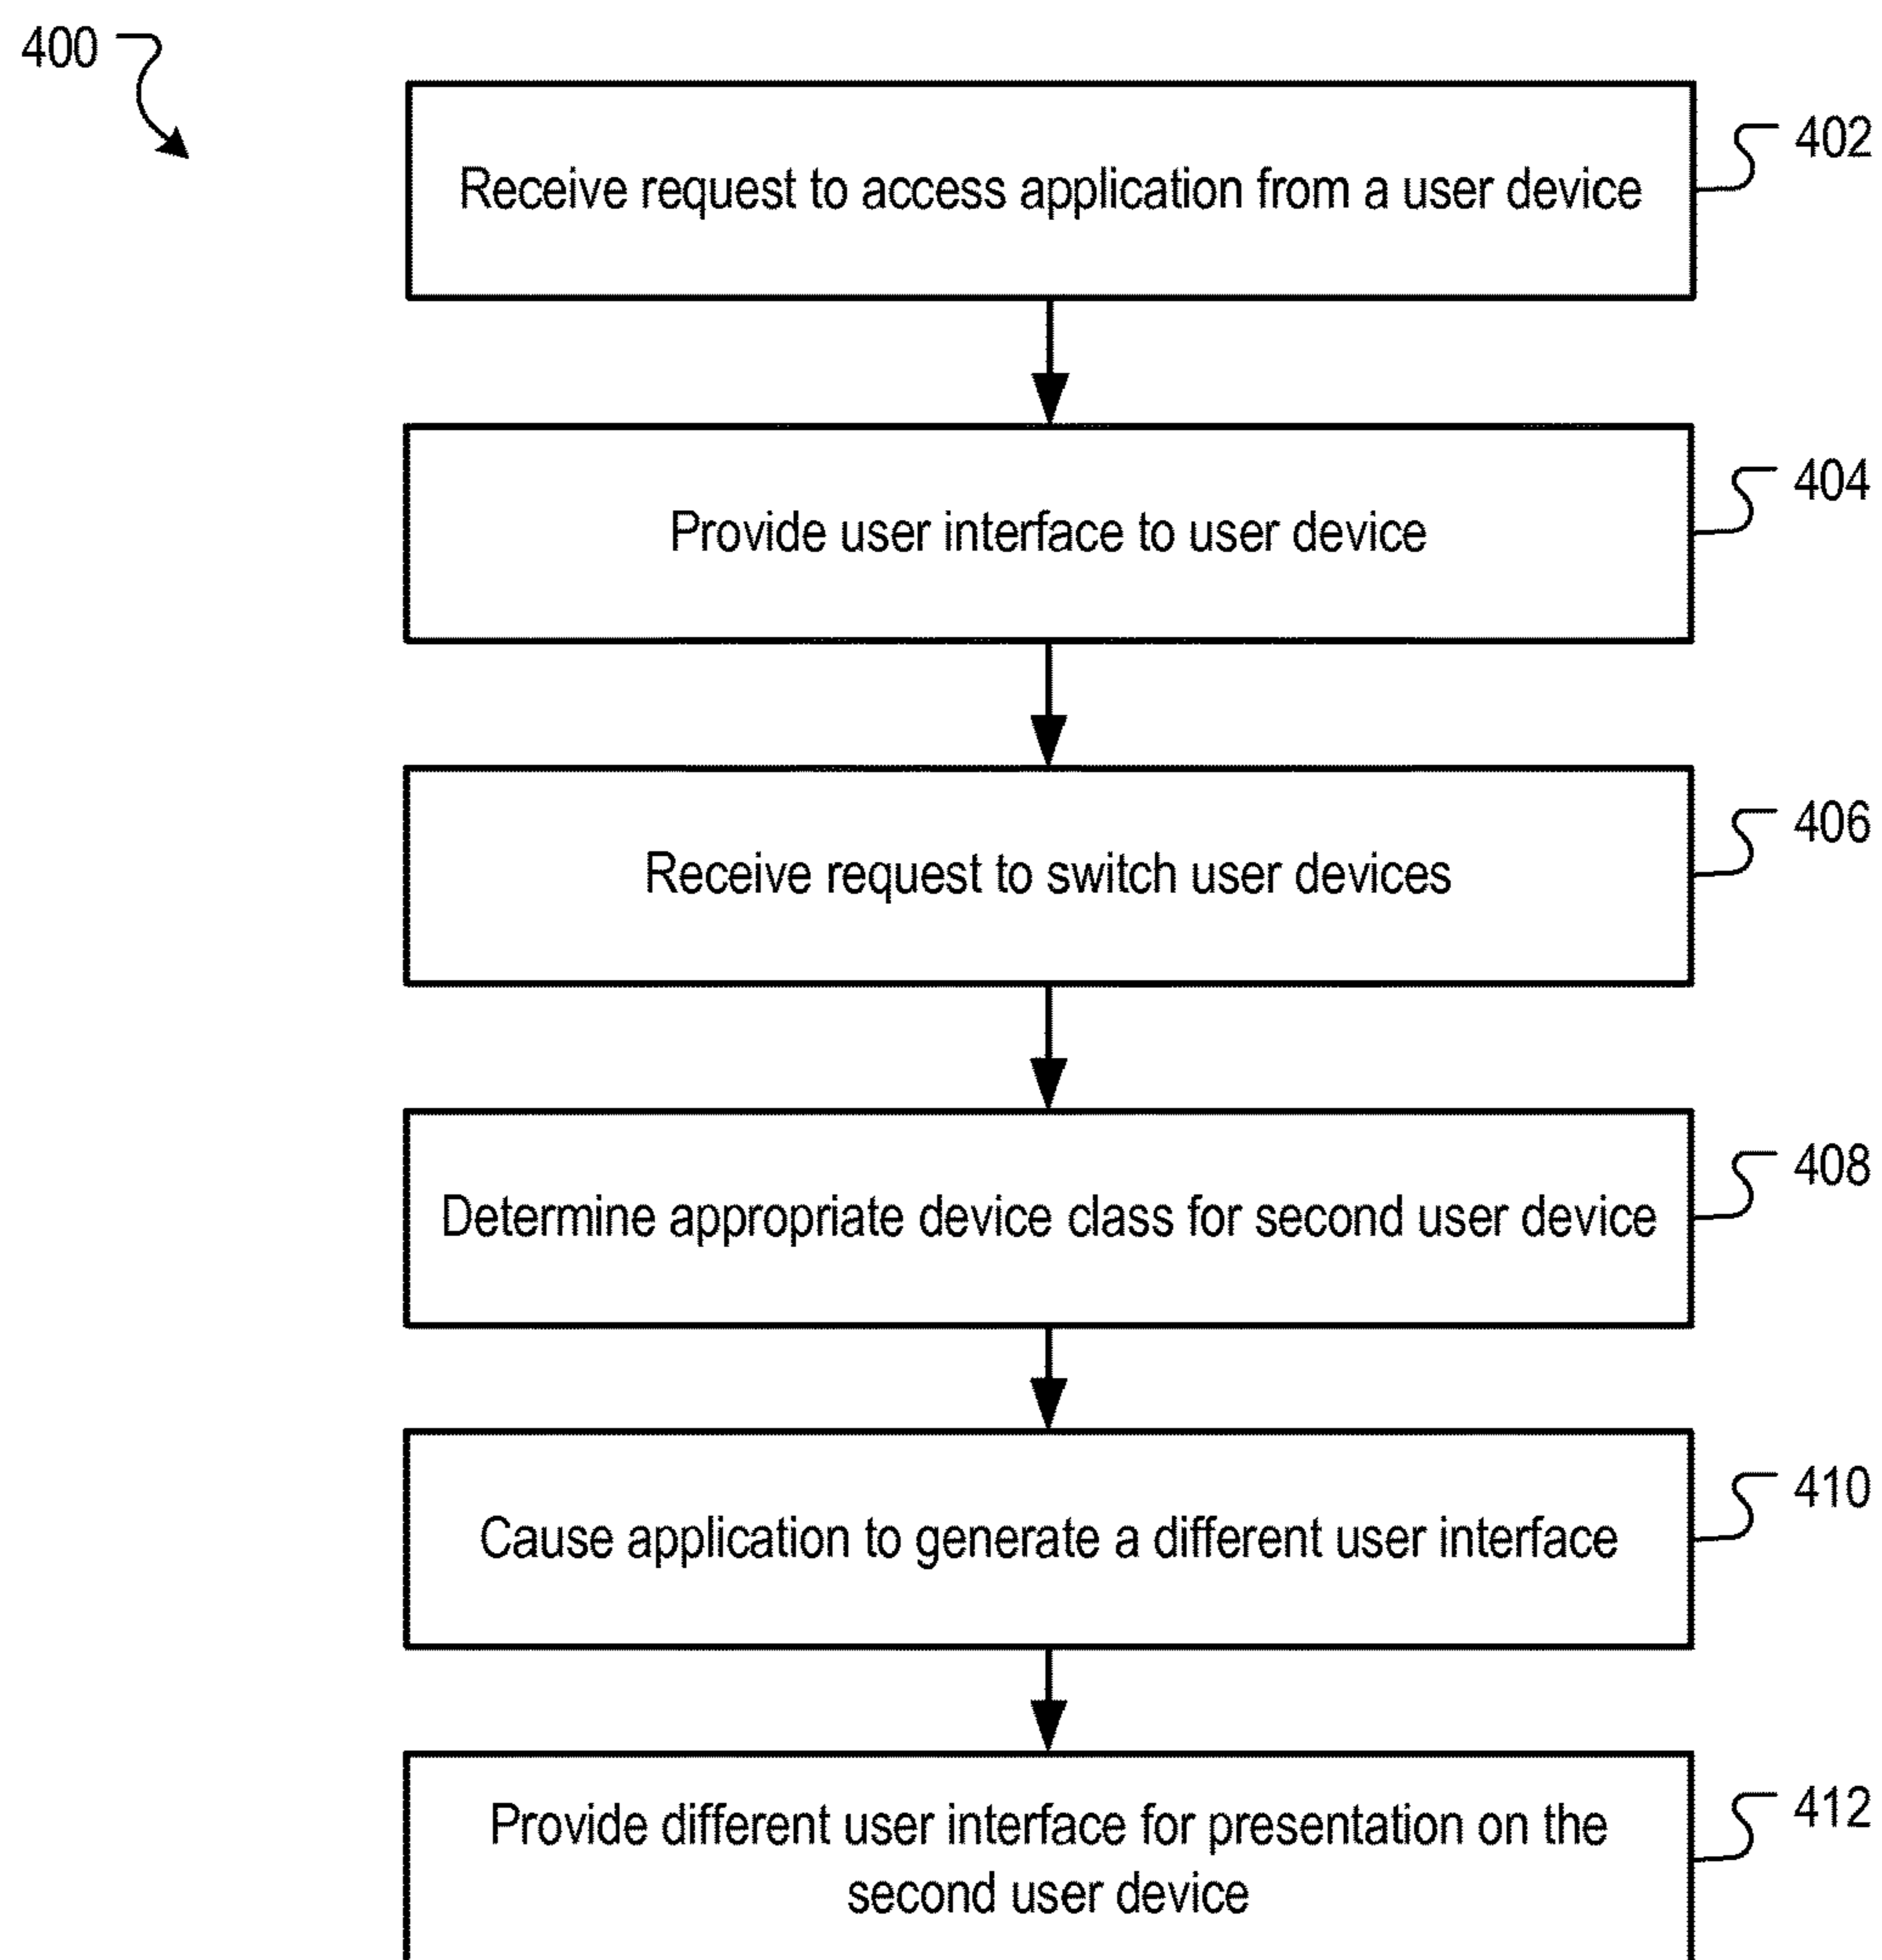 400
Receive request to access application from a user device
402
Provide user interface to user device
404
Receive request to switch user devices
406
Determine appropriate device class for second user device
408
Cause application to generate a different user interface
410
Provide different user interface for presentation on the
second user device
412